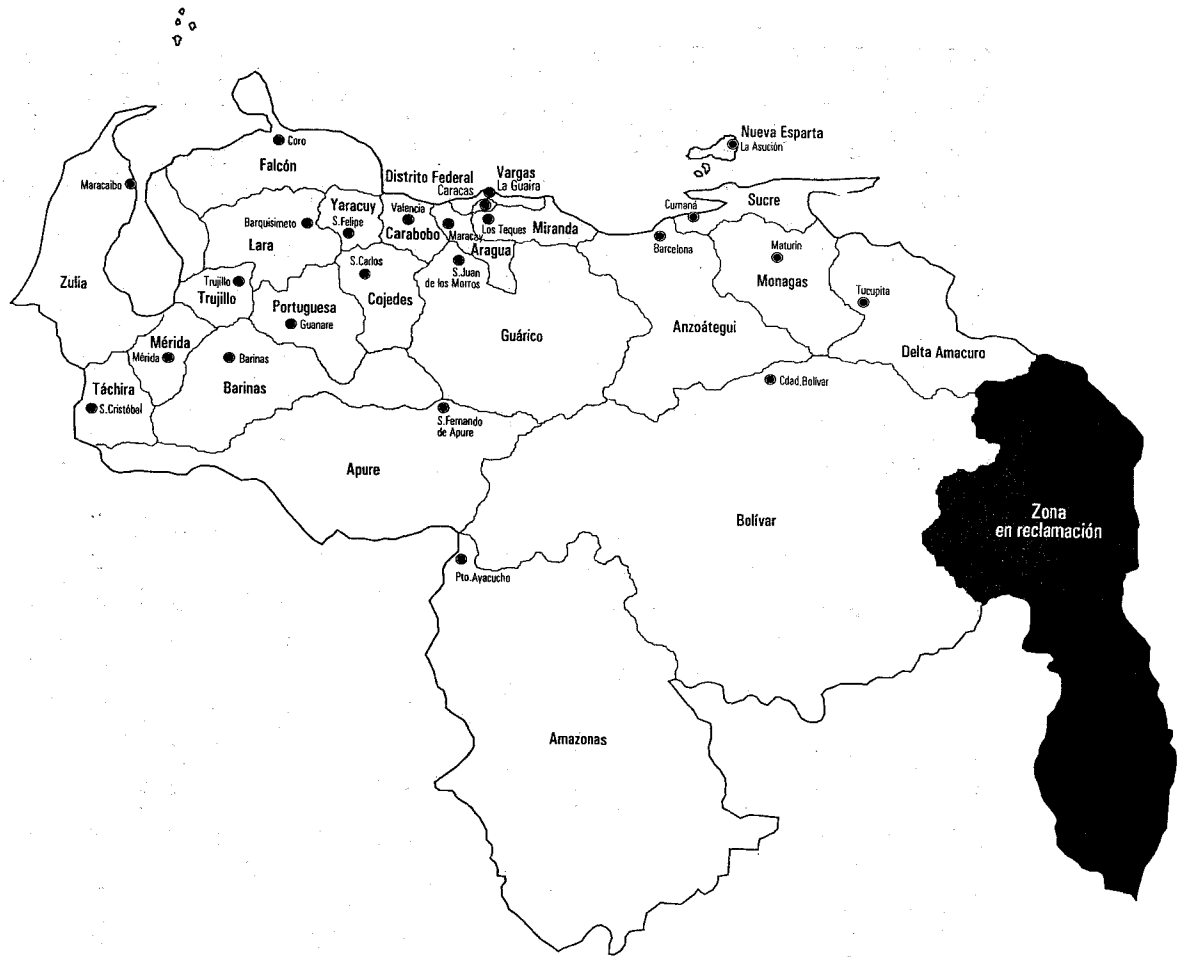 Nueva Esparta
La Asución
Coro
Falcón
Distrito Federal
Vargas
La Guaira
Caracas
Maracaibo
Yaracuy
S.Felipe
Valencia
Carabobo
Maracay
Los Teques
Miranda
Aragua
Cumaná
Sucre
Barquisimeto
Lara
Barcelona
Maturín
Monagas
S.Carlos
Cojedes
S.Juan
de los Morros
Zulia
Trujillo
Trujillo
Portuguesa
Guanare
Tucupita
Guárico
Anzoátegui
Delta Amacuro
Mérida
Mérida
Barinas
Barinas
Táchira
S.Cristóbal
Cdad.Bolívar
S.Fernando
de Apure
Apure
Bolívar
Zona
en reclamación
Pto.Ayacucho
Amazonas